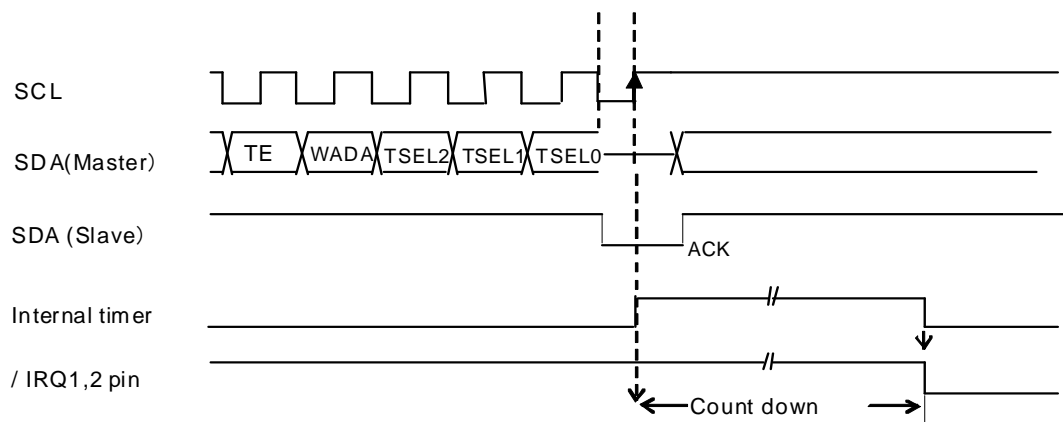 SCL
SDA(Master)
TE WADA TSEL2 TSEL1 TSEL0
SDA (Slave)
ACK
Internal timer
/ IRQ1,2 pin
Count down